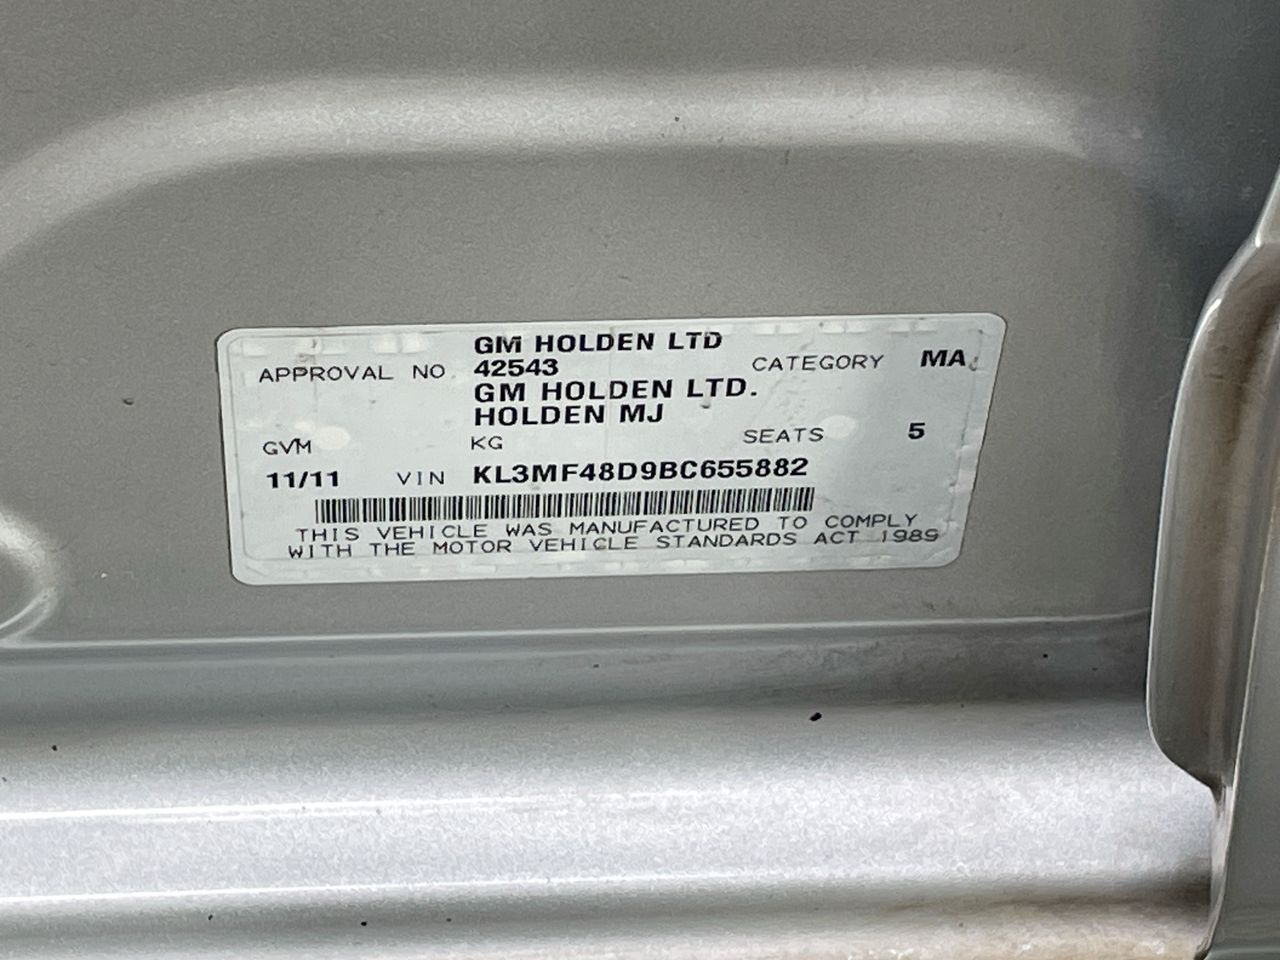 GM HOLDEN LTD
APPROVAL NO 42543 CATEGORY MA
GM HOLDEN LTD.
HOLDEN MJ
GVM KG SEATS 5
11/11 VIN KL3MF48D9BC655882
THIS VEHICLE WAS MANUFACTURED TO COMPLY
WITH THE MOTOR VEHICLE STANDARDS ACT 1989